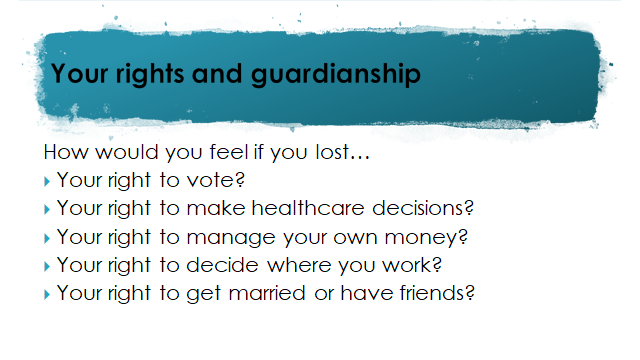 Your rights and guardianship
How would you feel if you lost…
Your right to vote?
Your right to make healthcare decisions?
Your right to manage your own money?
Your right to decide where you work?
Your right to get married or have friends?